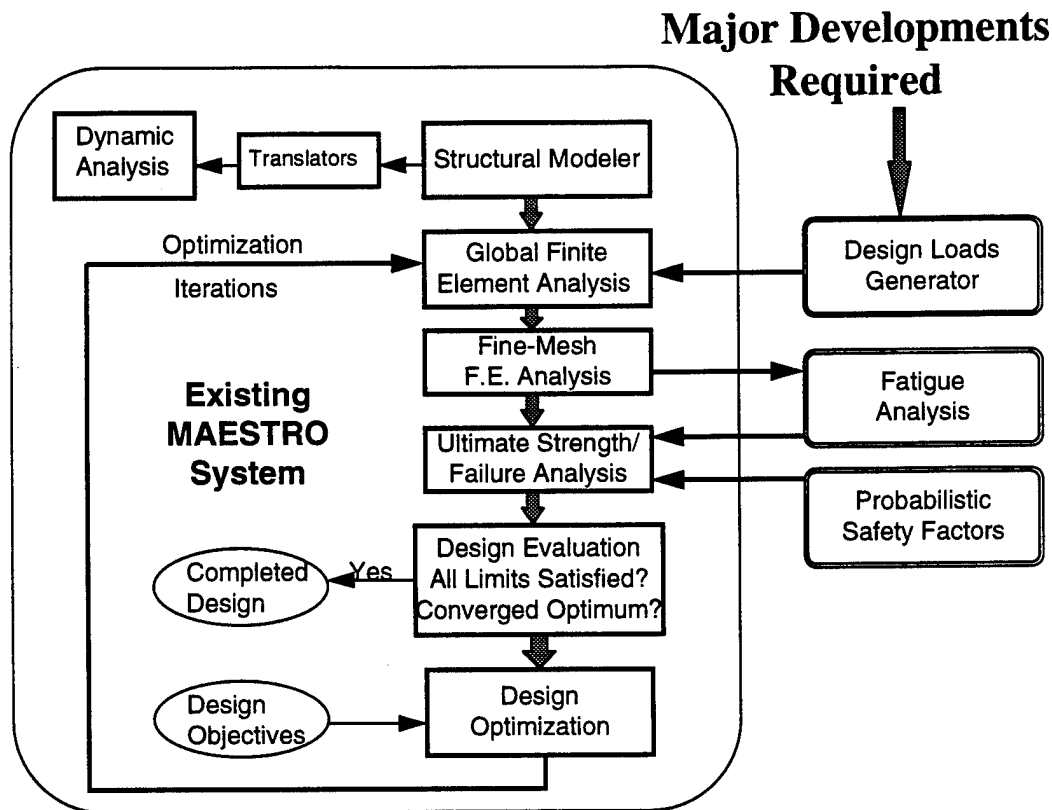 Major Developments
Required
Dynamic
Analysis
Translators
Structural Modeler
Optimization
Iterations
Global Finite
Element Analysis
Design Loads
Generator
Fine-Mesh
F.E. Analysis
Fatigue
Analysis
Existing
MAESTRO
System
Ultimate Strength/
Failure Analysis
Probabilistic
Safety Factors
Design Evaluation
All Limits Satisfied?
Converged Optimum?
Yes
Completed
Design
Design
Objectives
Design
Optimization